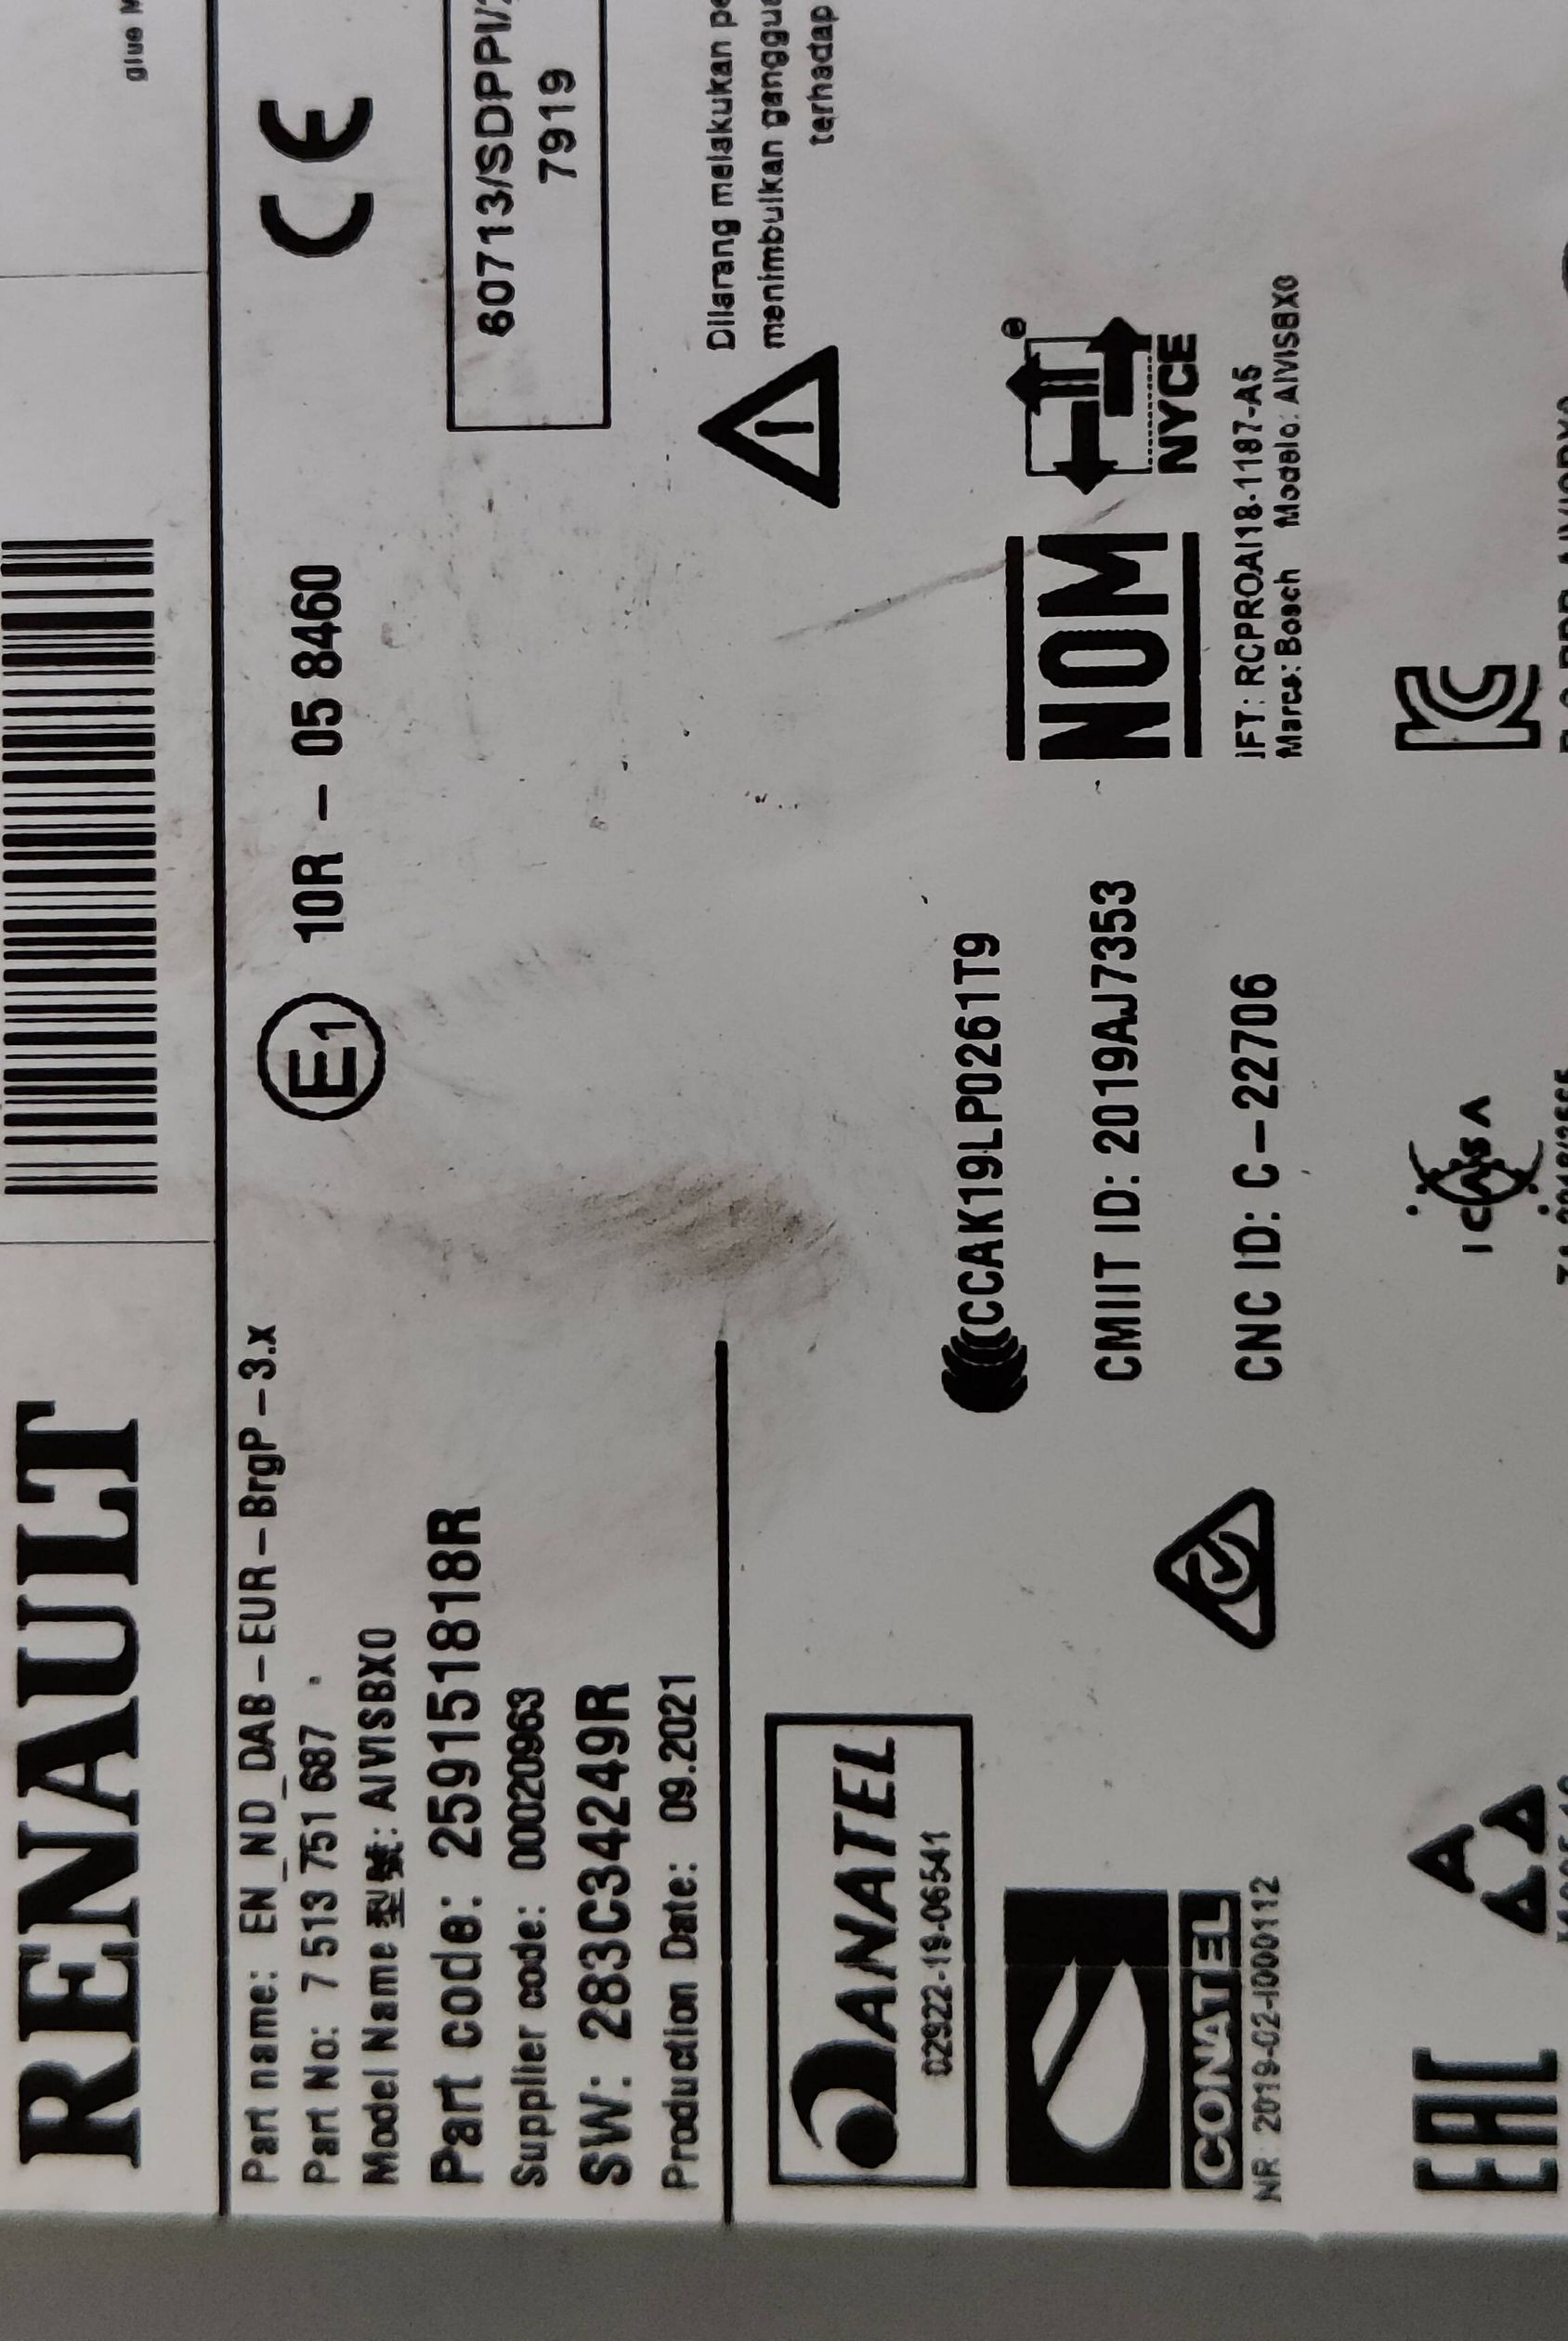 RENAULT
glue
Part name: EN_ND_DAB-EUR-BrgP-3.x
Part No: 7 513 751 687
Model Name 型號: AIVISBX0
Part code: 259151818R
Supplier code: 00020963
SW: 283C34249R
Production Date: 09.2021
E1 10R - 05 8460
CE
60713/SDPPI/
7919
Dilarang melakukan
menimbulkan
terhadap
ANATEL
02922-19-06541
CONATEL
NR: 2019-02-I000112
CCAK19LP0261T9
CMIIT ID: 2019AJ7353
CNC ID: C-22706
NOM
NYCE
IFT: RCPROAI18-1187-A5
Marca: Bosch Modelo: AIVISBX0
EAC
ICASA
KC